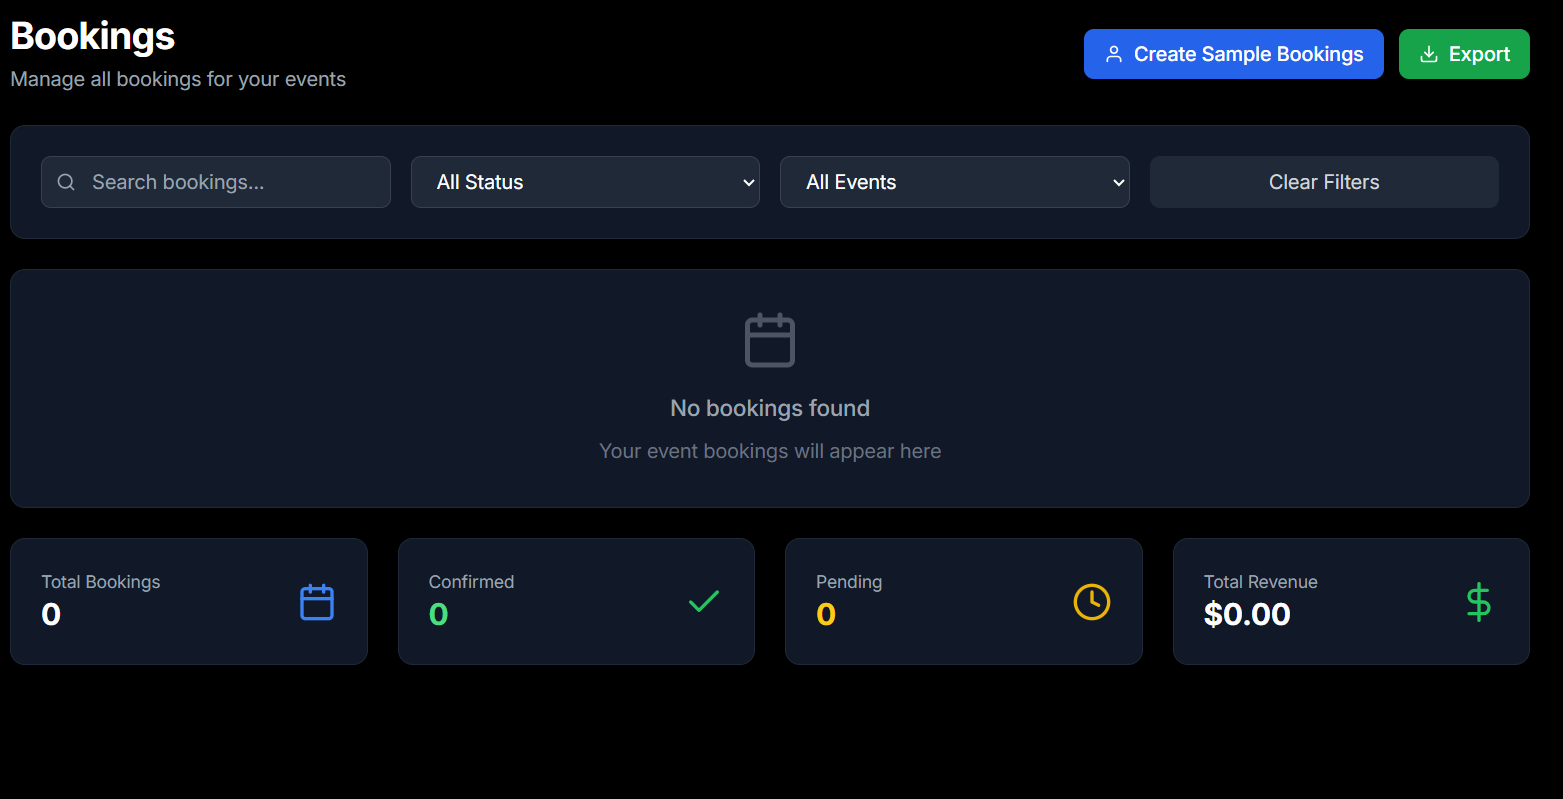 Bookings
Manage all bookings for your events
Create Sample Bookings
Export
Search bookings...
All Status
All Events
Clear Filters
No bookings found
Your event bookings will appear here
Total Bookings
0
Confirmed
0
Pending
0
Total Revenue
$0.00